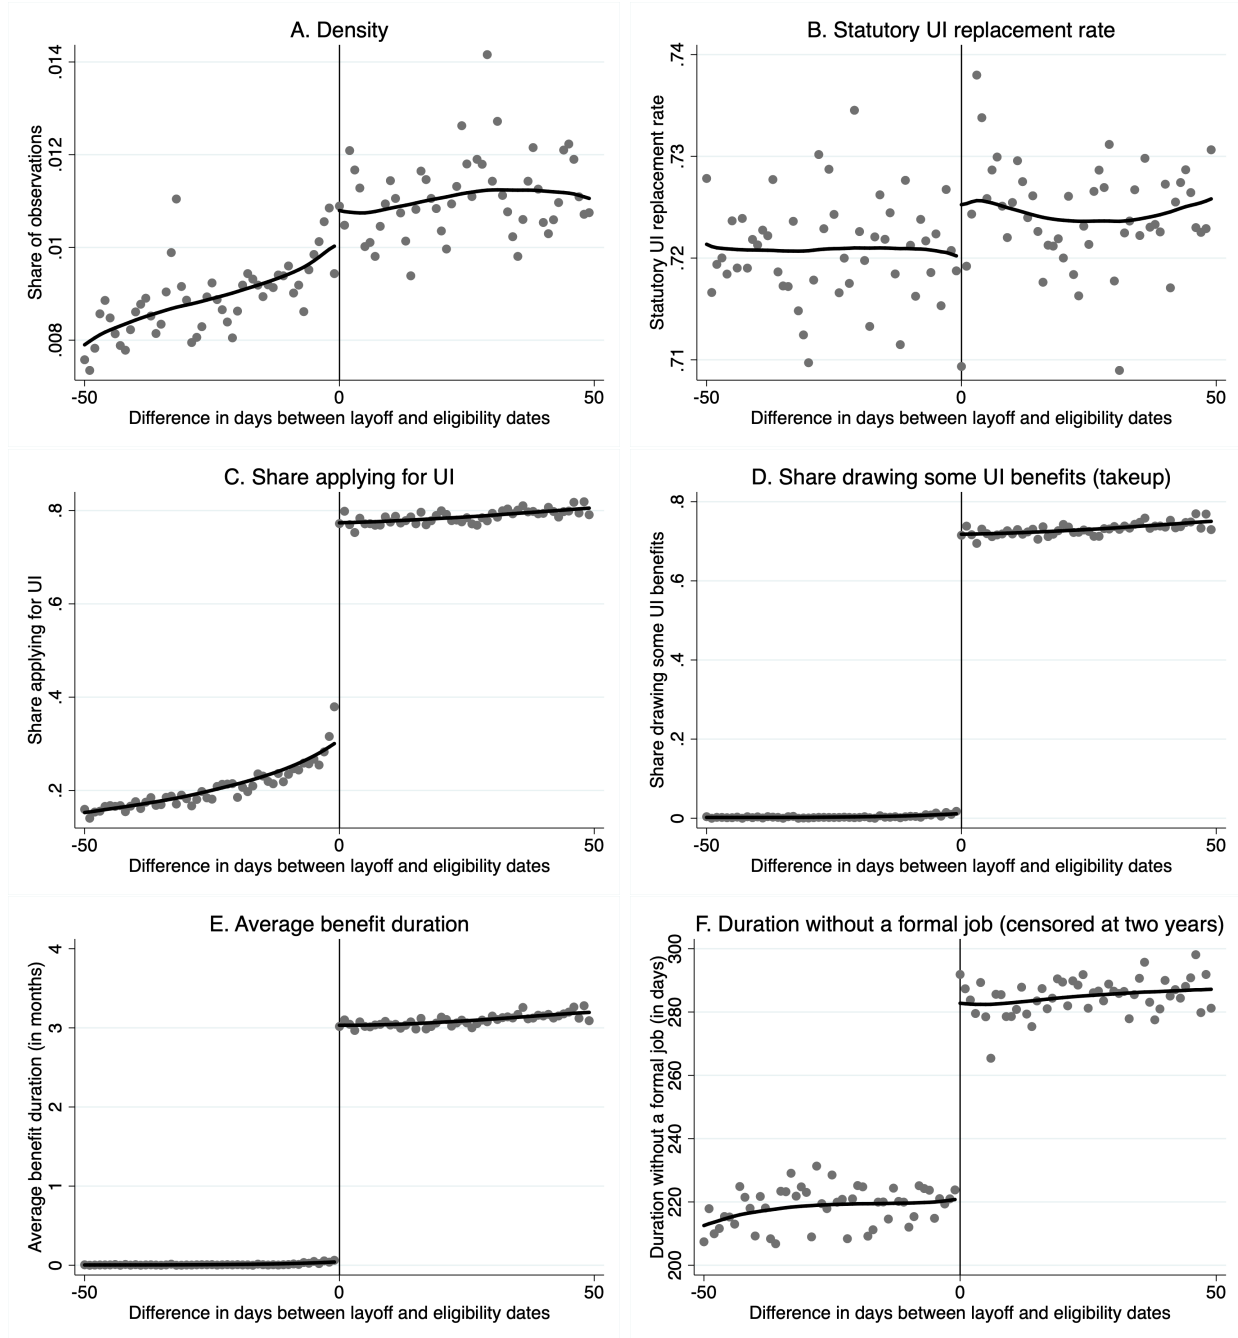 A. Density
Share of observations
.014
.012
.01
.008
-50
0
50
Difference in days between layoff and eligibility dates
B. Statutory UI replacement rate
Statutory UI replacement rate
.74
.73
.72
.71
-50
0
50
Difference in days between layoff and eligibility dates
C. Share applying for UI
Share applying for UI
.8
.6
.4
.2
-50
0
50
Difference in days between layoff and eligibility dates
D. Share drawing some UI benefits (takeup)
Share drawing some UI benefits
.8
.6
.4
.2
0
-50
0
50
Difference in days between layoff and eligibility dates
E. Average benefit duration
Average benefit duration (in months)
4
3
2
1
0
-50
0
50
Difference in days between layoff and eligibility dates
F. Duration without a formal job (censored at two years)
Duration without a formal job (in days)
300
280
260
240
220
200
-50
0
50
Difference in days between layoff and eligibility dates